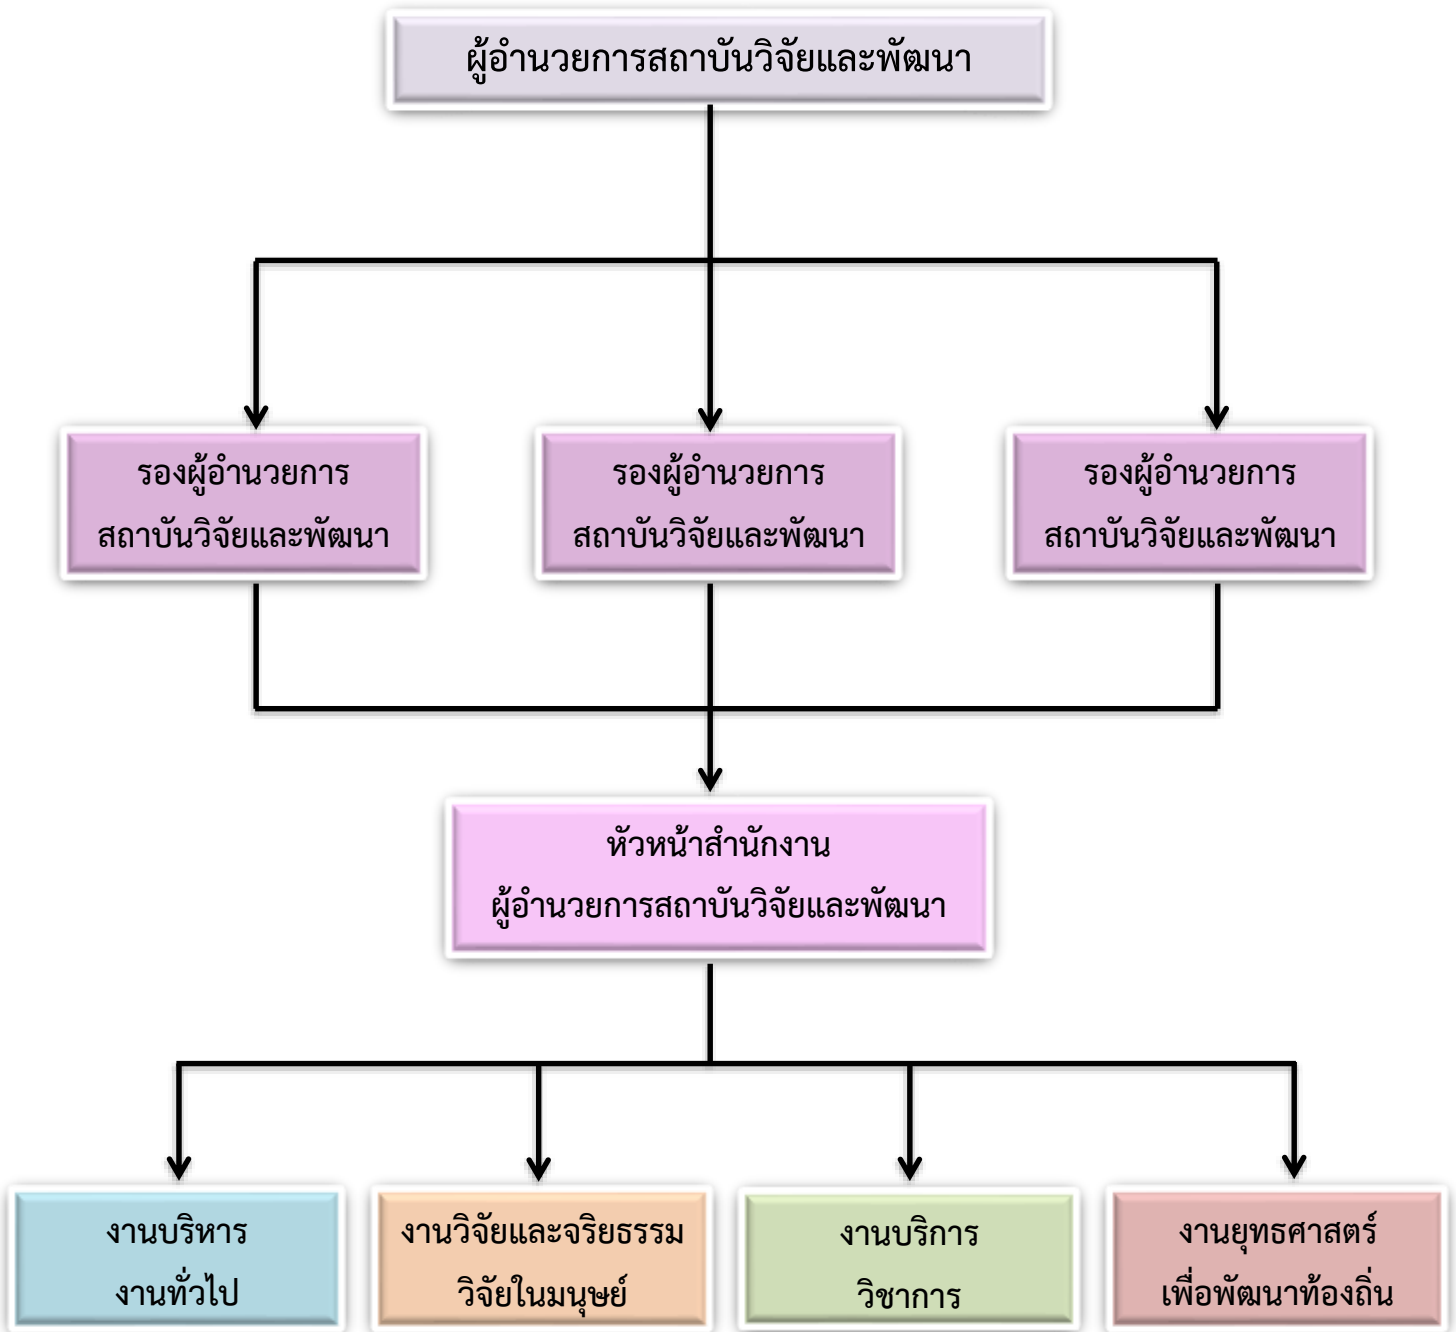 ผู้อำนวยการสถาบันวิจัยและพัฒนา
รองผู้อำนวยการ
สถาบันวิจัยและพัฒนา
รองผู้อำนวยการ
สถาบันวิจัยและพัฒนา
รองผู้อำนวยการ
สถาบันวิจัยและพัฒนา
หัวหน้าสำนักงาน
ผู้อำนวยการสถาบันวิจัยและพัฒนา
งานบริหาร
งานทั่วไป
งานวิจัยและจริยธรรม
วิจัยในมนุษย์
งานบริการ
วิชาการ
งานยุทธศาสตร์
เพื่อพัฒนาท้องถิ่น